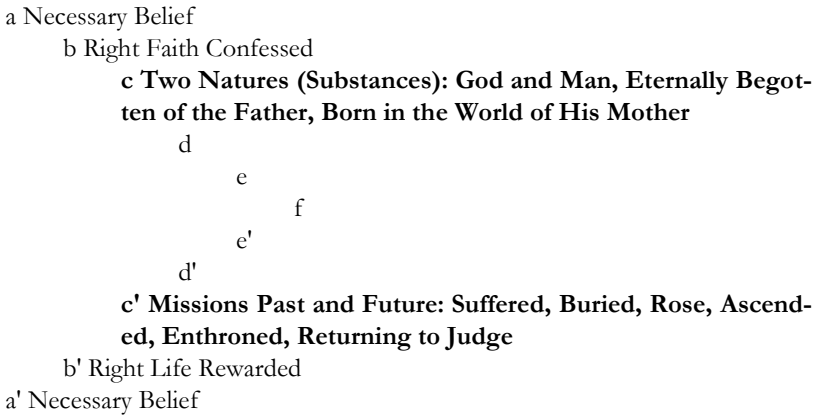 a Necessary Belief
b Right Faith Confessed
c Two Natures (Substances): God and Man, Eternally Begot-
ten of the Father, Born in the World of His Mother
d
e
f
e'
d'
c' Missions Past and Future: Suffered, Buried, Rose, Ascend-
ed, Enthroned, Returning to Judge
b' Right Life Rewarded
a' Necessary Belief